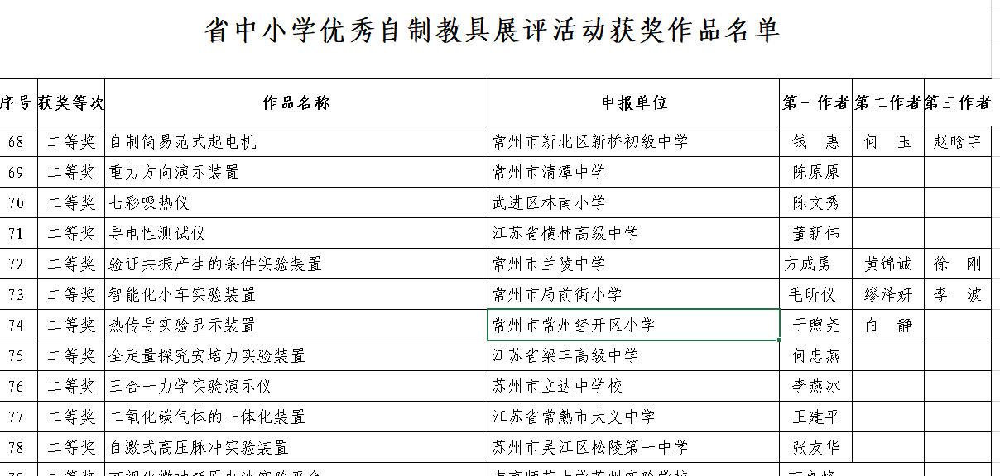 省中小学优秀自制教具展评活动获奖作品名单
序号 获奖等次 作品名称 申报单位 第一作者 第二作者 第三作者
68 二等奖 自制简易范式起电机 常州市新北区新桥初级中学 钱 惠 何 玉 赵晗宇
69 二等奖 重力方向演示装置 常州市清潭中学 陈原原
70 二等奖 七彩吸热仪 武进区林南小学 陈文秀
71 二等奖 导电性测试仪 江苏省横林高级中学 董新伟
72 二等奖 验证共振产生的条件实验装置 常州市兰陵中学 方成勇 黄锦诚 徐 刚
73 二等奖 智能化小车实验装置 常州市局前街小学 毛昕仪 缪泽妍 李 波
74 二等奖 热传导实验显示装置 常州市常州经开区小学 于煦尧 白 静
75 二等奖 全定量探究安培力实验装置 江苏省梁丰高级中学 何忠燕
76 二等奖 三合一力学实验演示仪 苏州市立达中学校 李燕冰
77 二等奖 二氧化碳气体的一体化装置 江苏省常熟市大义中学 王建平
78 二等奖 自激式高压脉冲实验装置 苏州市吴江区松陵第一中学 张友华